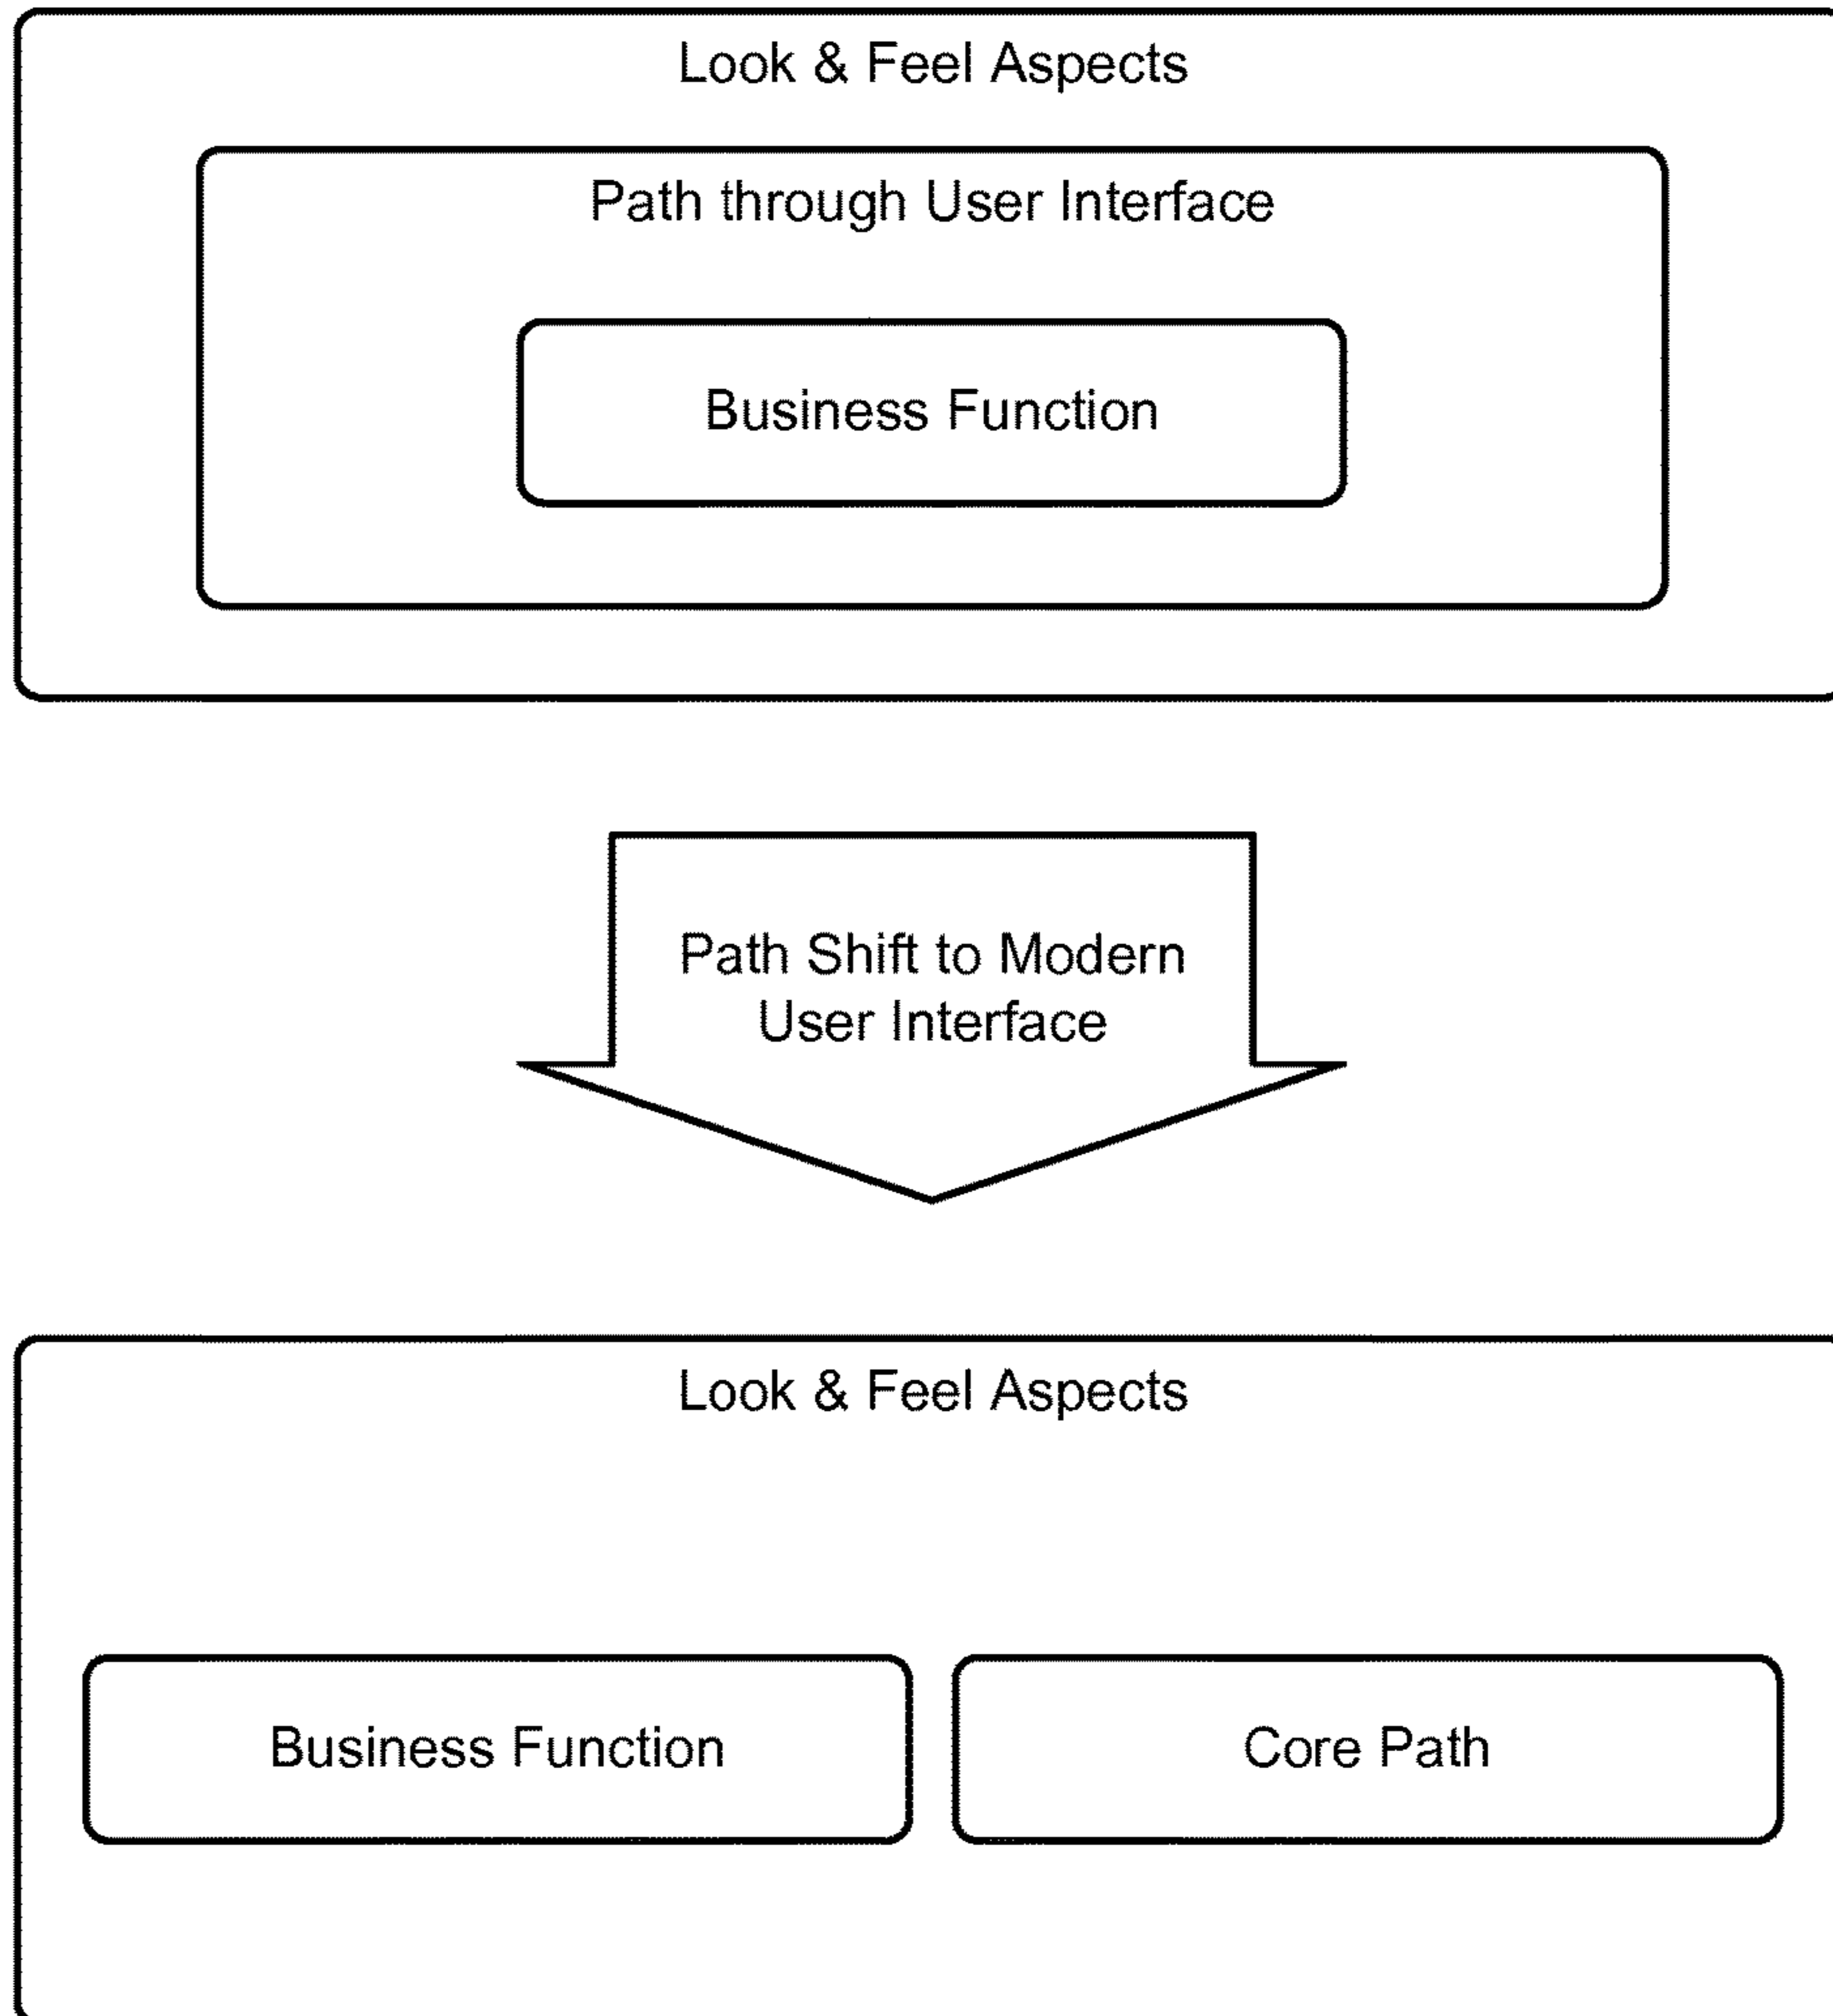 Look & Feel Aspects
Path through User Interface
Business Function
Path Shift to Modern
User Interface
Look & Feel Aspects
Business Function
Core Path